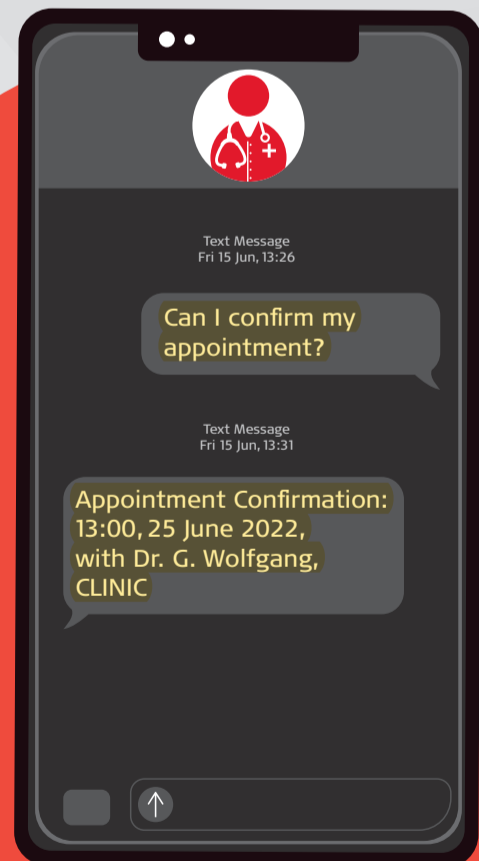 Text Message
Fri 15 Jun, 13:26
Can I confirm my
appointment?
Text Message
Fri 15 Jun, 13:31
Appointment Confirmation:
13:00, 25 June 2022,
with Dr. G. Wolfgang,
CLINIC